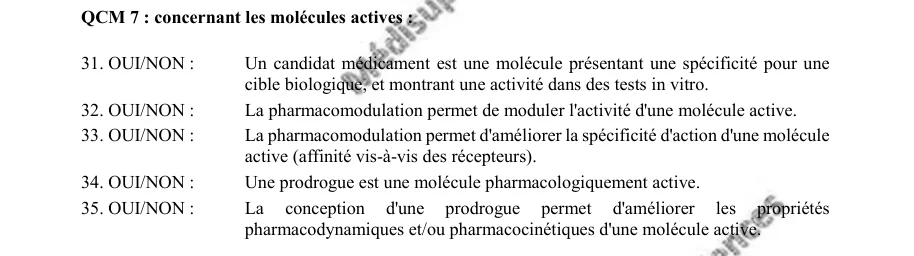 QCM 7 : concernant les molécules actives :
31. OUI/NON : Un candidat médicament est une molécule présentant une spécificité pour une
cible biologique, et montrant une activité dans des tests in vitro.
32. OUI/NON : La pharmacomodulation permet de moduler l'activité d'une molécule active.
33. OUI/NON : La pharmacomodulation permet d'améliorer la spécificité d'action d'une molécule
active (affinité vis-à-vis des récepteurs).
34. OUI/NON : Une prodrogue est une molécule pharmacologiquement active.
35. OUI/NON : La conception d'une prodrogue permet d'améliorer les propriétés
pharmacodynamiques et/ou pharmacocinétiques d'une molécule active.